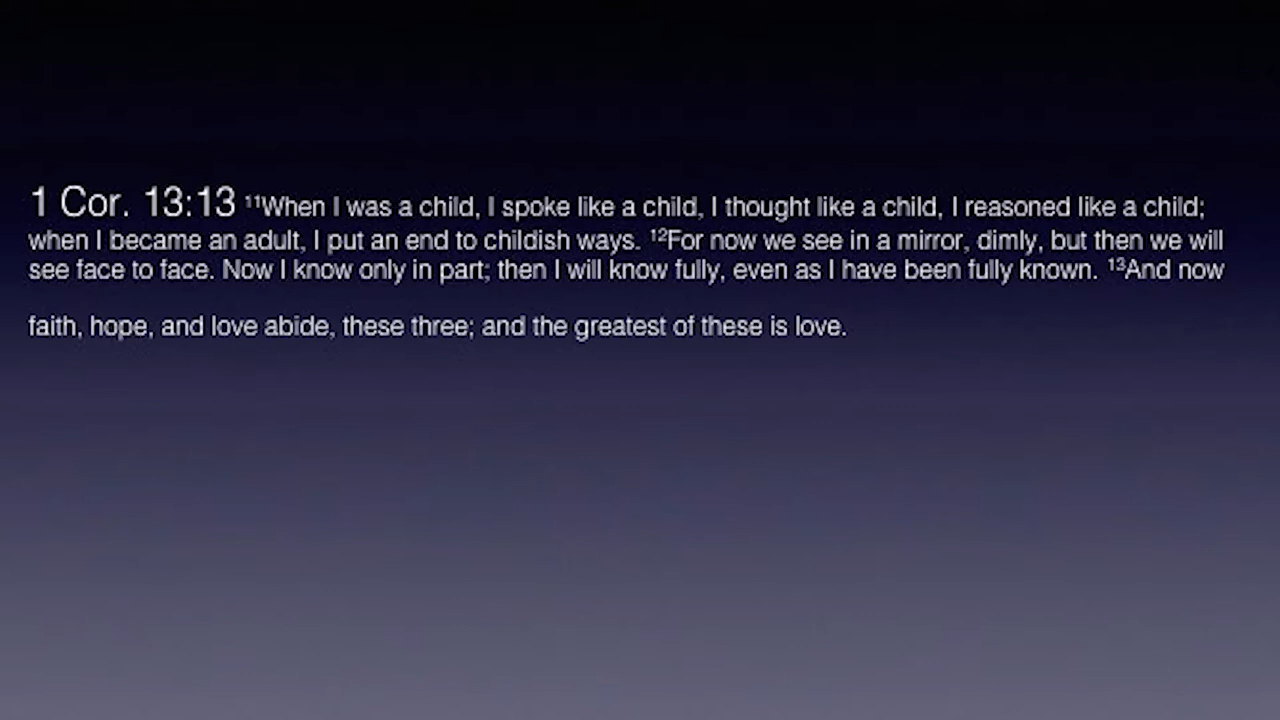 1 Cor. 13:13 ¹¹When I was a child, I spoke like a child, I thought like a child, I reasoned like a child;
when I became an adult, I put an end to childish ways. ¹²For now we see in a mirror, dimly, but then we will
see face to face. Now I know only in part; then I will know fully, even as I have been fully known. ¹³And now
faith, hope, and love abide, these three; and the greatest of these is love.